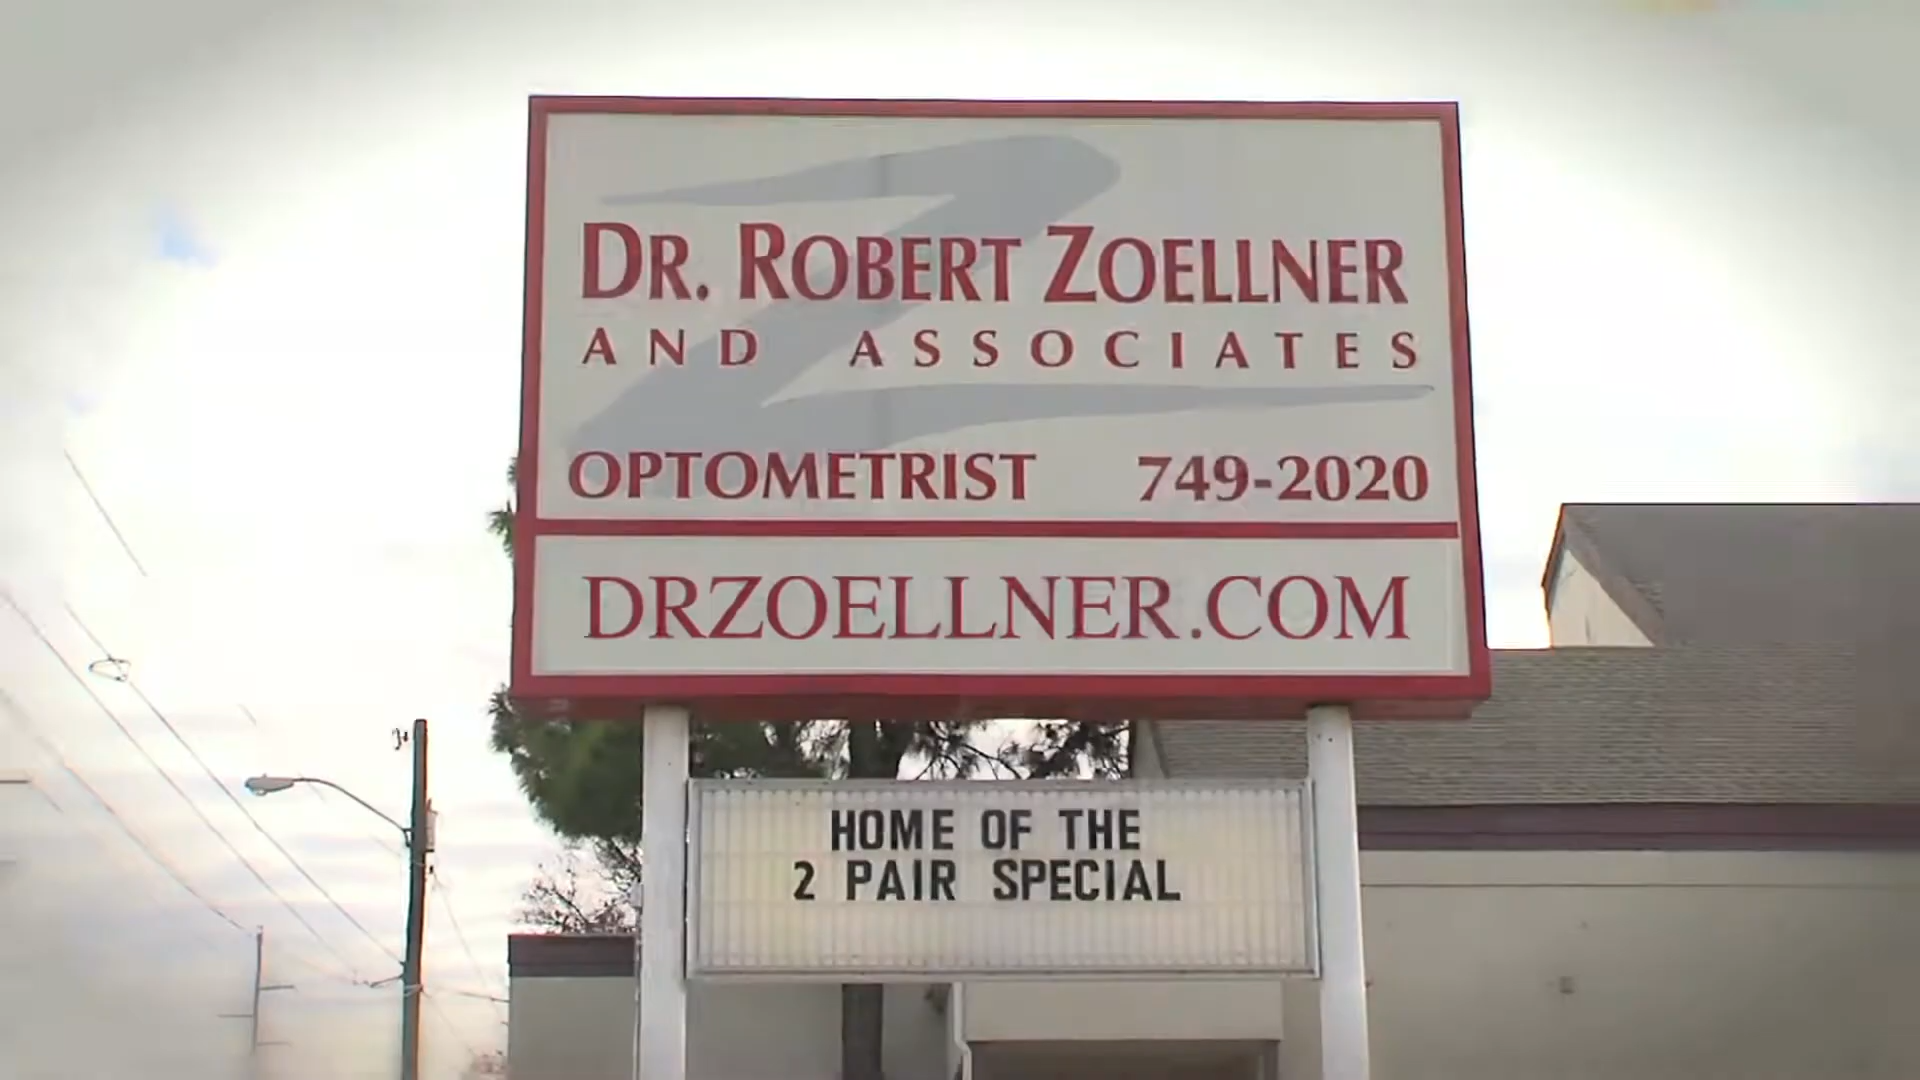 DR. ROBERT ZOELLNER
AND ASSOCIATES
OPTOMETRIST 749-2020
DRZOELLNER.COM
HOME OF THE
2 PAIR SPECIAL